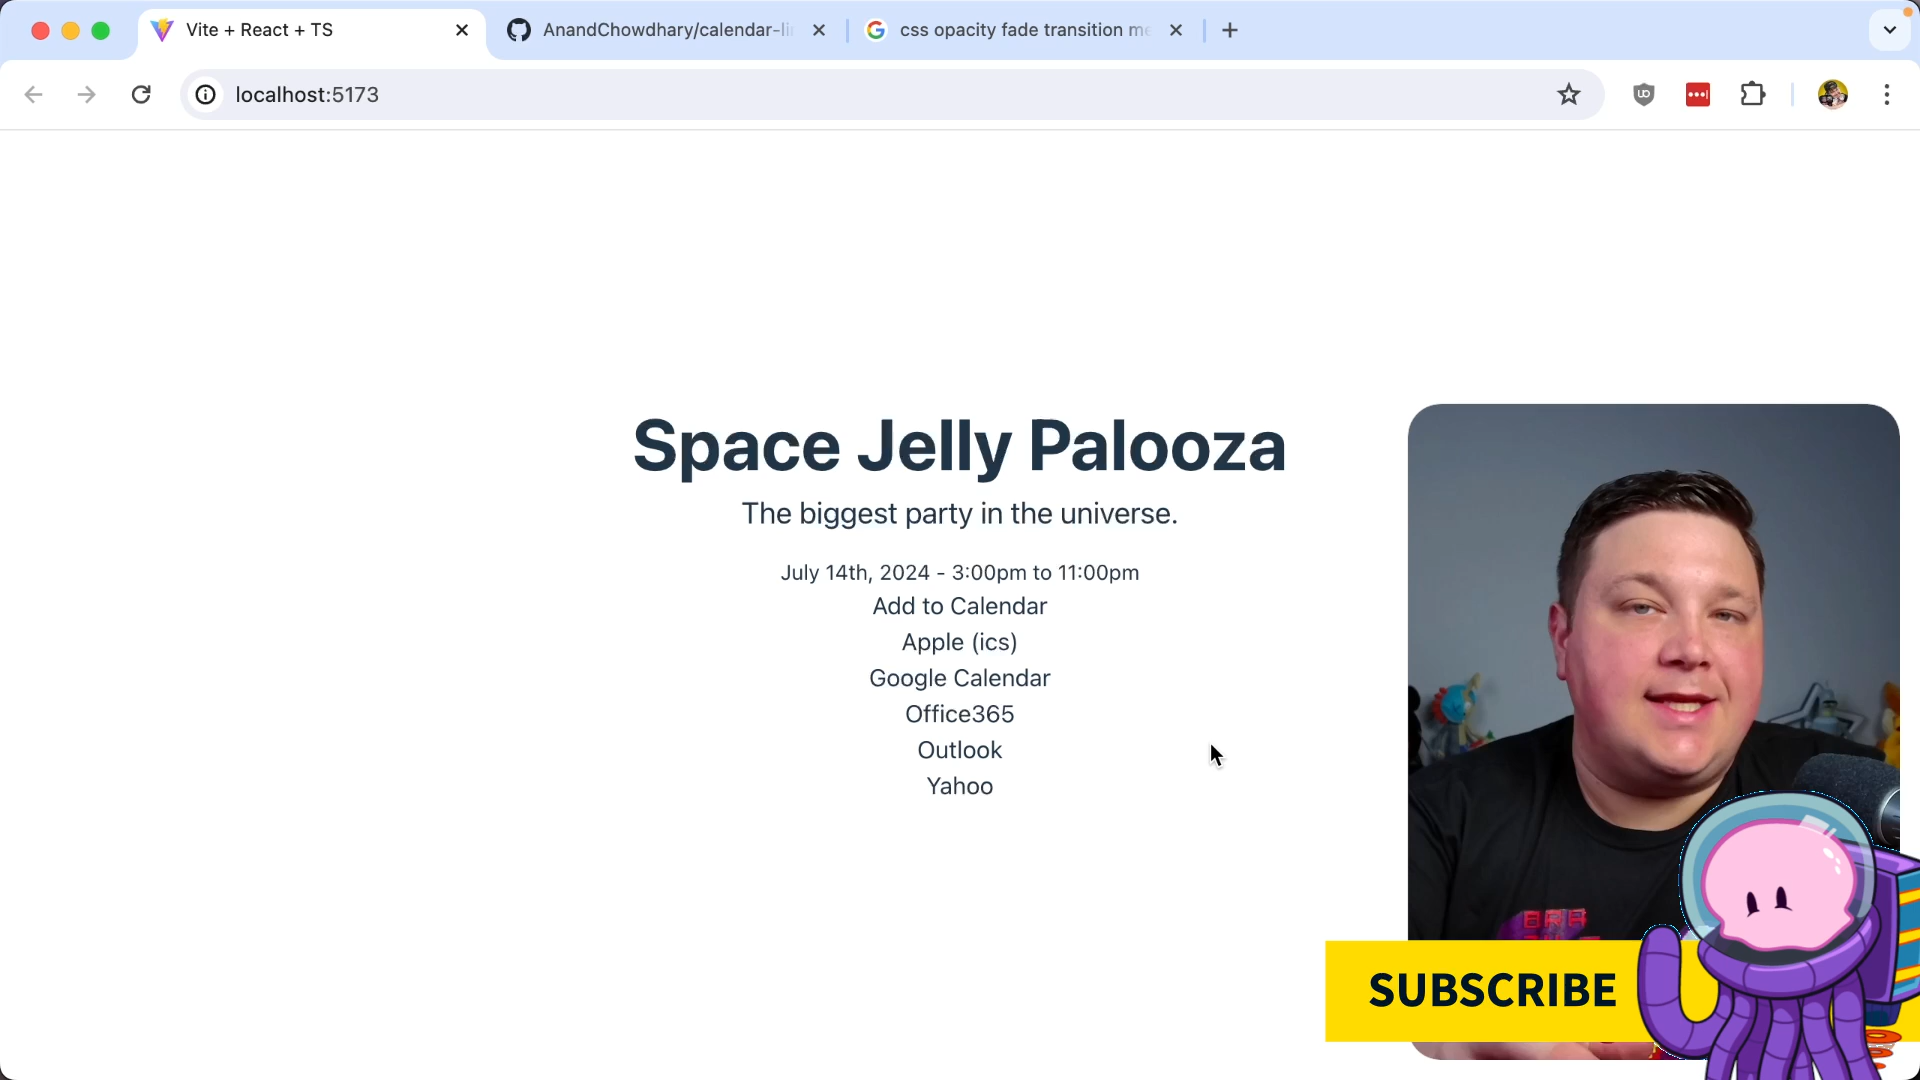 Vite + React + TS
AnandChowdhary/calendar-li
css opacity fade transition me
localhost:5173
Space Jelly Palooza
The biggest party in the universe.
July 14th, 2024 - 3:00pm to 11:00pm
Add to Calendar
Apple (ics)
Google Calendar
Office365
Outlook
Yahoo
SUBSCRIBE